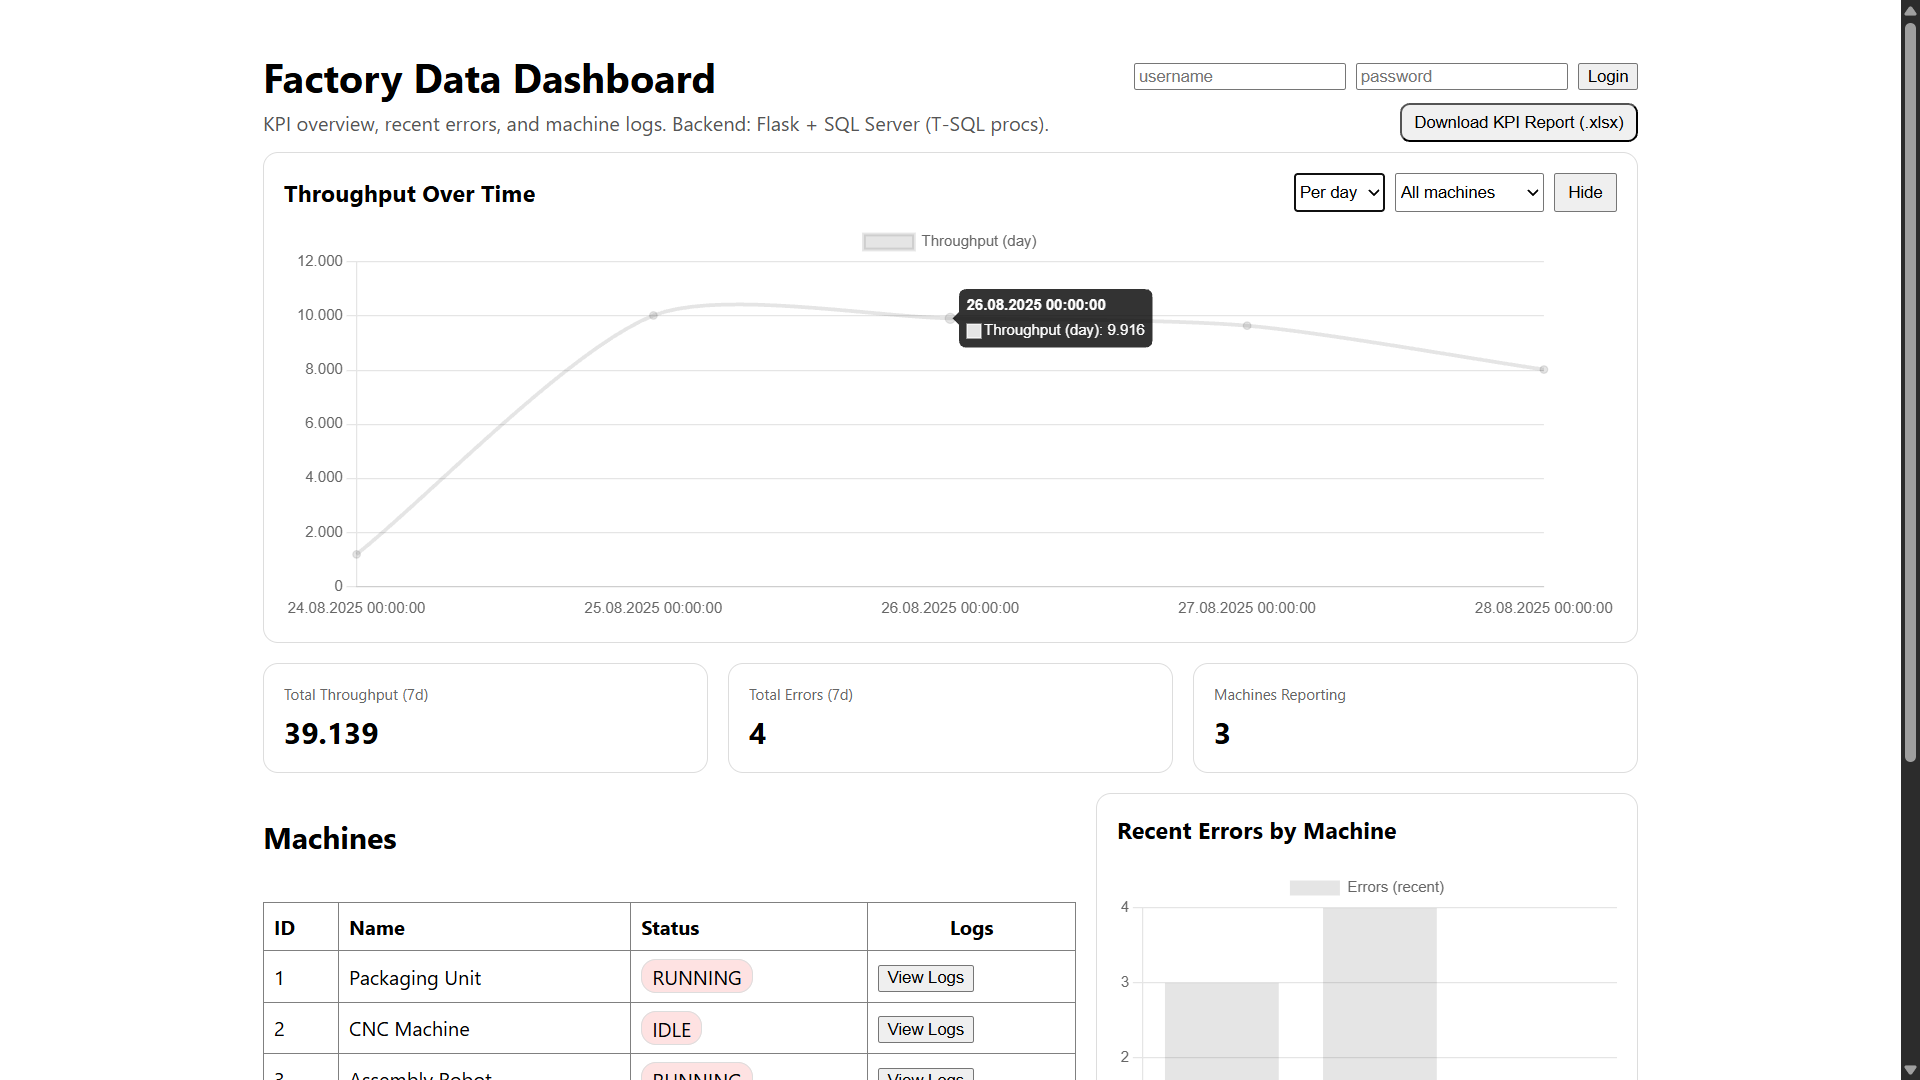 Factory Data Dashboard
username
password
Login
KPI overview, recent errors, and machine logs. Backend: Flask + SQL Server (T-SQL procs).
Download KPI Report (.xlsx)
Throughput Over Time
Per day
All machines
Hide
Throughput (day)
12.000
10.000
8.000
6.000
4.000
2.000
0
26.08.2025 00:00:00
Throughput (day): 9.916
24.08.2025 00:00:00
25.08.2025 00:00:00
26.08.2025 00:00:00
27.08.2025 00:00:00
28.08.2025 00:00:00
Total Throughput (7d)
39.139
Total Errors (7d)
4
Machines Reporting
3
Machines
ID Name Status Logs
1 Packaging Unit RUNNING View Logs
2 CNC Machine IDLE View Logs
3 Assembly Robot RUNNING View Logs
Recent Errors by Machine
Errors (recent)
4
3
2